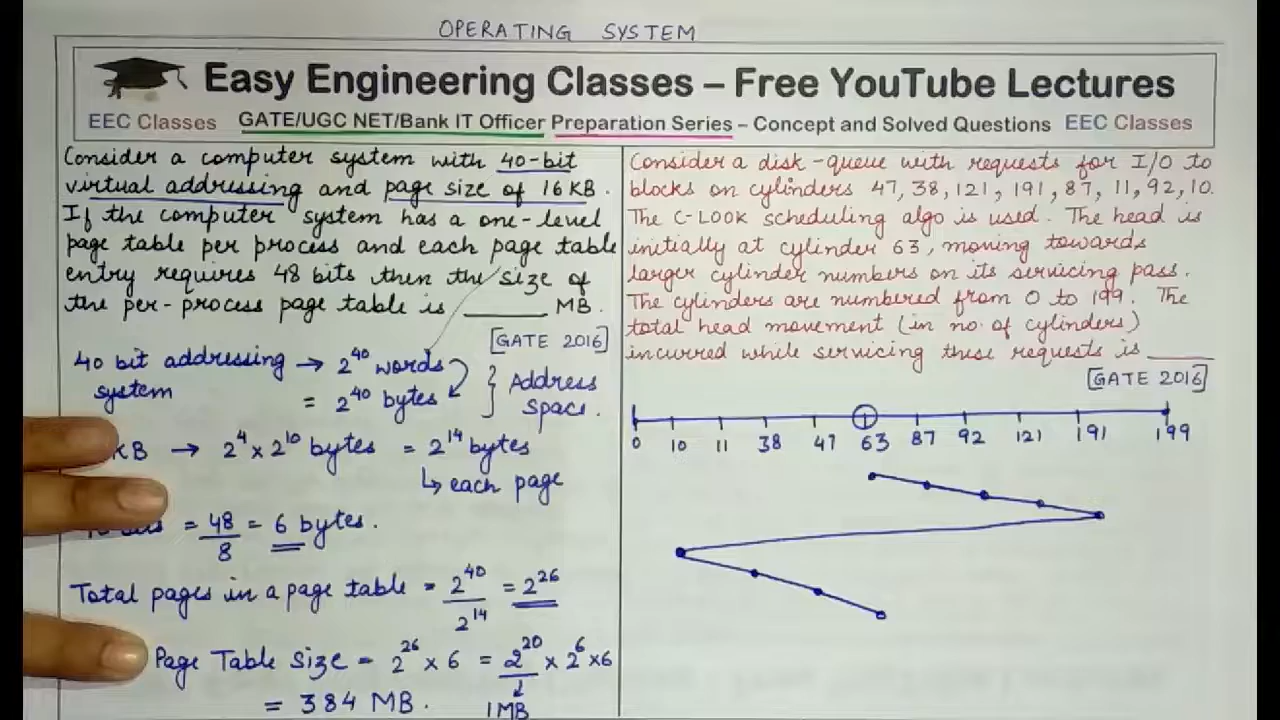 OPERATING SYSTEM
Easy Engineering Classes – Free YouTube Lectures
EEC Classes GATE/UGC NET/Bank IT Officer Preparation Series – Concept and Solved Questions EEC Classes
Consider a computer system with 40-bit
virtual addressing and page size of 16 KB.
If the computer system has a one-level
page table per process and each page table
entry requires 48 bits then the size of
the per-process page table is ______ MB.
[GATE 2016]
40 bit addressing → 2^40 words
system = 2^40 bytes
} Address
Space.
KB → 2^4 x 2^10 bytes = 2^14 bytes
↳ each page
= 48/8 = 6 bytes.
Total pages in a page table = 2^40/2^14 = 2^26
Page Table size = 2^26 x 6 = 2^20 x 2^6 x 6
↓
= 384 MB. 1MB
Consider a disk-queue with requests for I/O to
blocks on cylinders 47, 38, 121, 191, 87, 11, 92, 10.
The C-LOOK scheduling algo is used. The head is
initially at cylinder 63, moving towards
larger cylinder numbers on its servicing pass.
The cylinders are numbered from 0 to 199. The
total head movement (in no. of cylinders)
incurred while servicing these requests is ______
[GATE 2016]
0 10 11 38 47 63 87 92 121 191 199